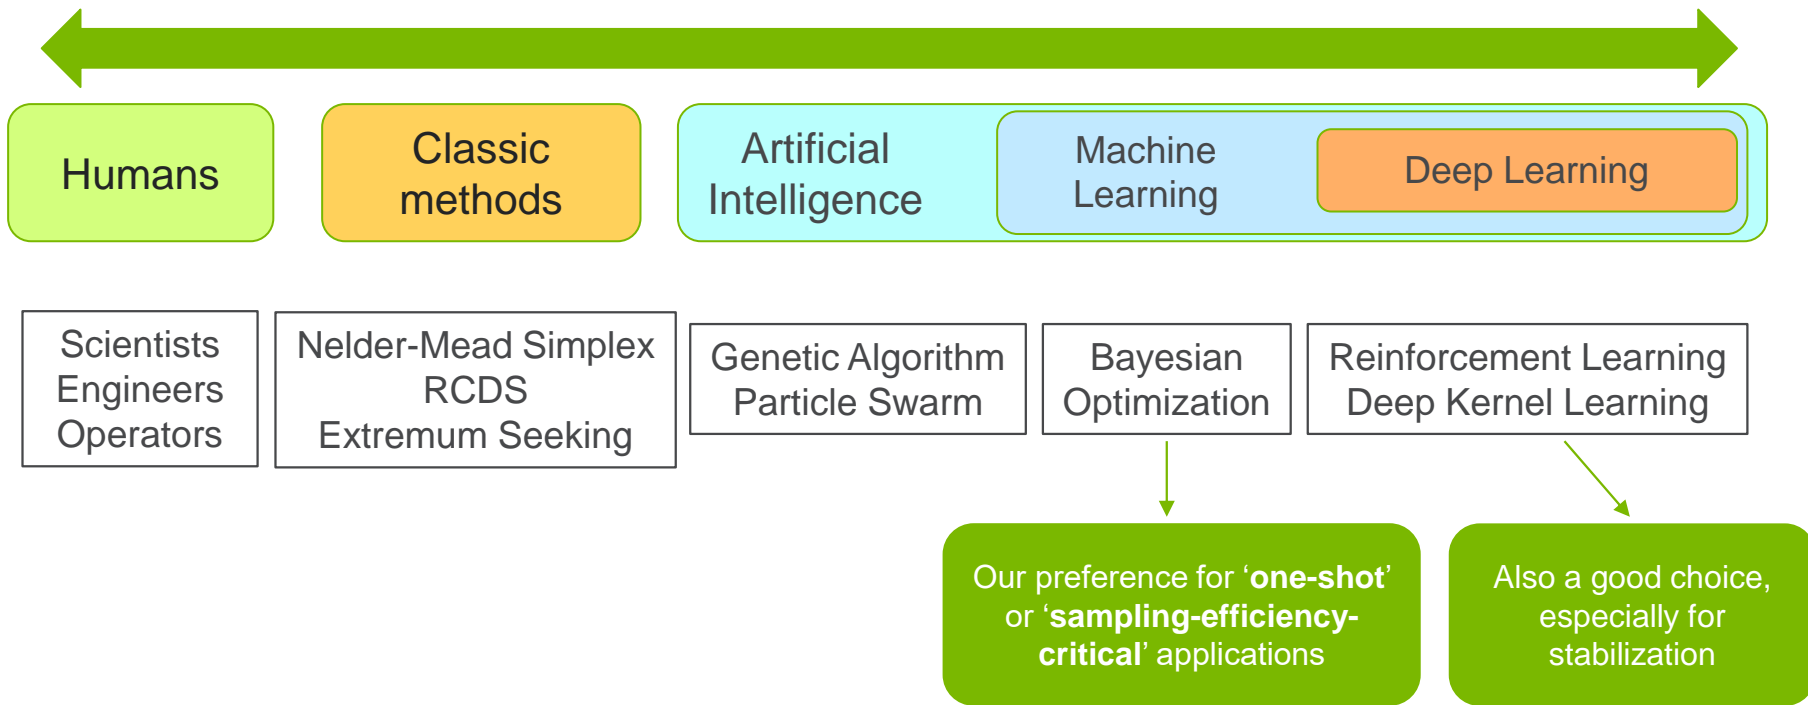 Humans
Classic
methods
Artificial
Intelligence
Machine
Learning
Deep Learning
Scientists
Engineers
Operators
Nelder-Mead Simplex
RCDS
Extremum Seeking
Genetic Algorithm
Particle Swarm
Bayesian
Optimization
Reinforcement Learning
Deep Kernel Learning
Our preference for ‘one-shot’
or ‘sampling-efficiency-
critical’ applications
Also a good choice,
especially for
stabilization